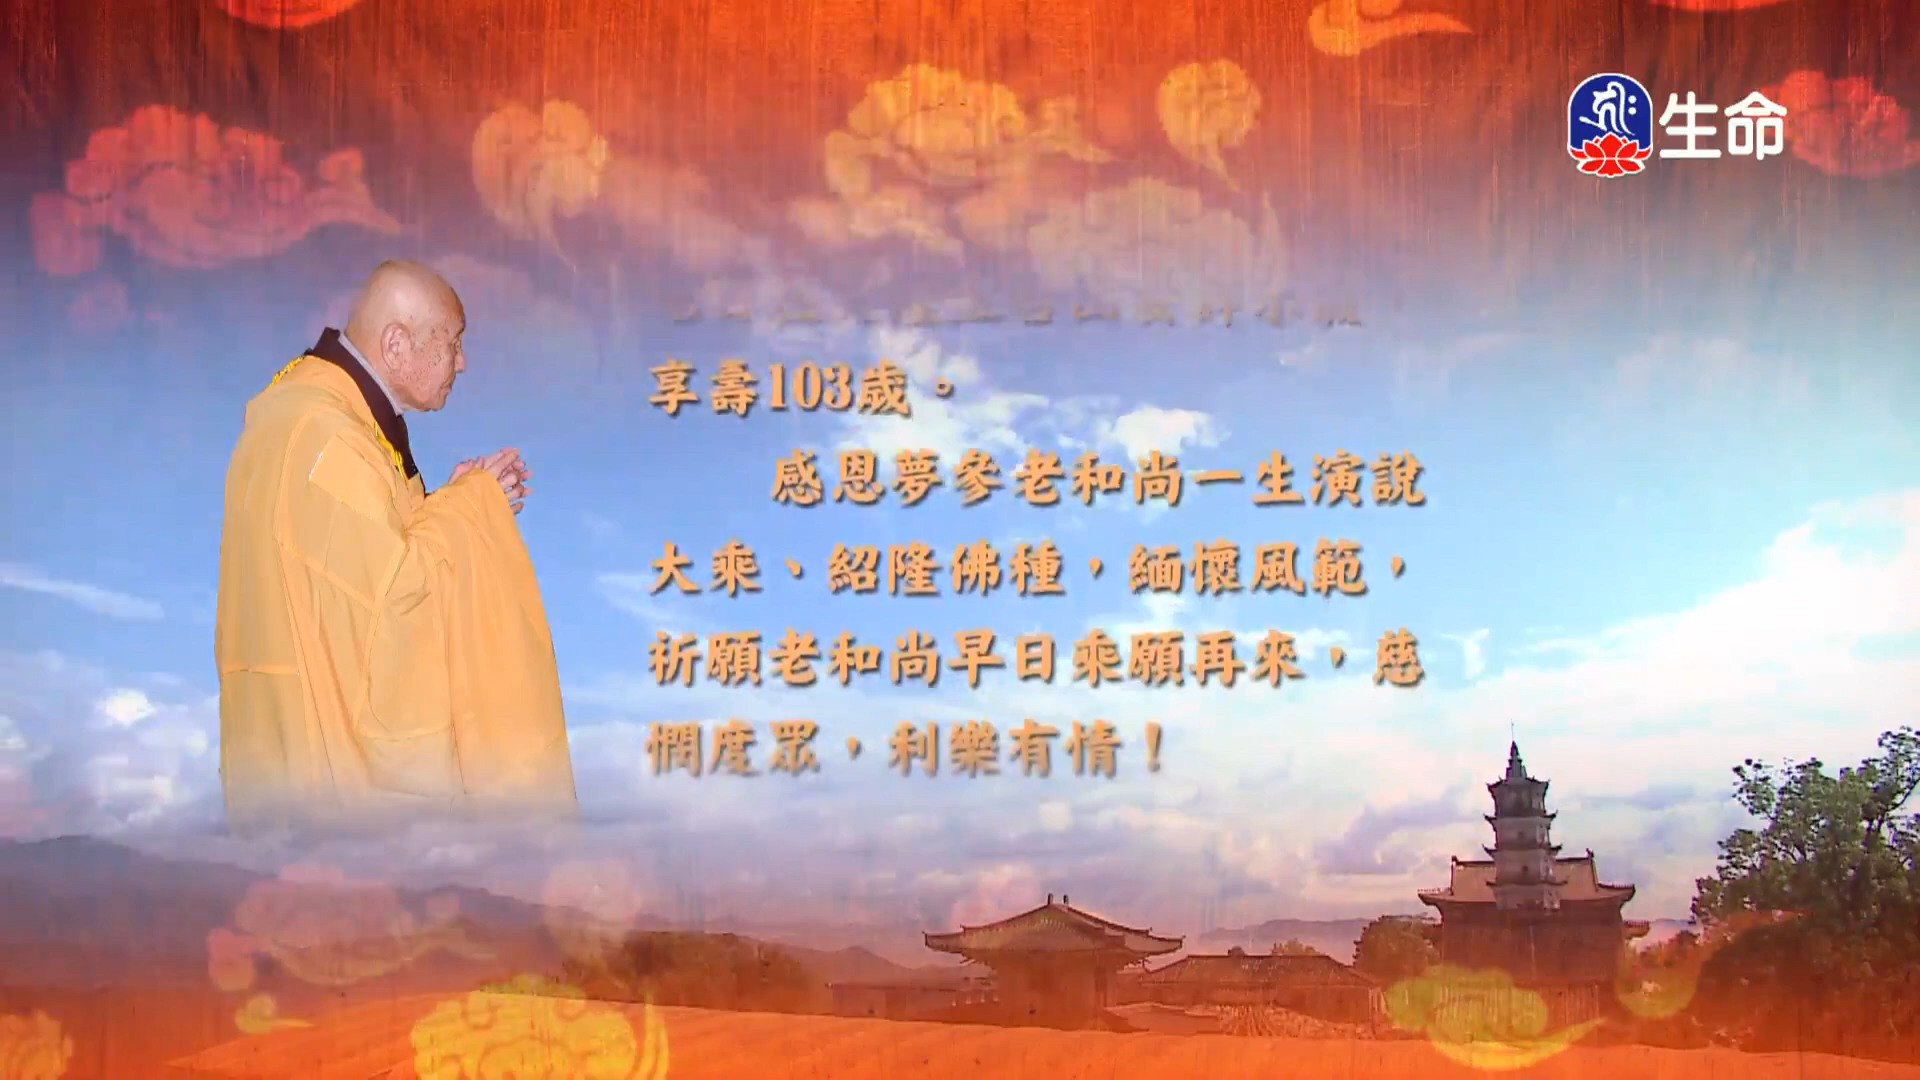 生命
享壽103歲。
感恩夢參老和尚一生演說
大乘、紹隆佛種，緬懷風範，
祈願老和尚早日乘願再來，慈
憫度眾，利樂有情！